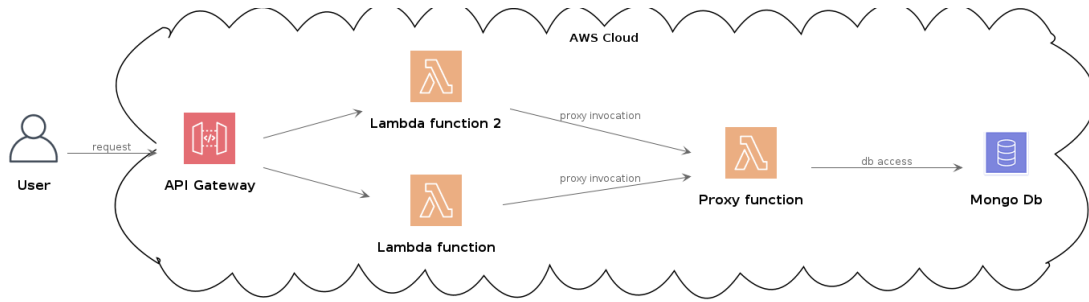 AWS Cloud
Lambda function 2
proxy invocation
request
User
API Gateway
proxy invocation
Lambda function
Proxy function
db access
Mongo Db